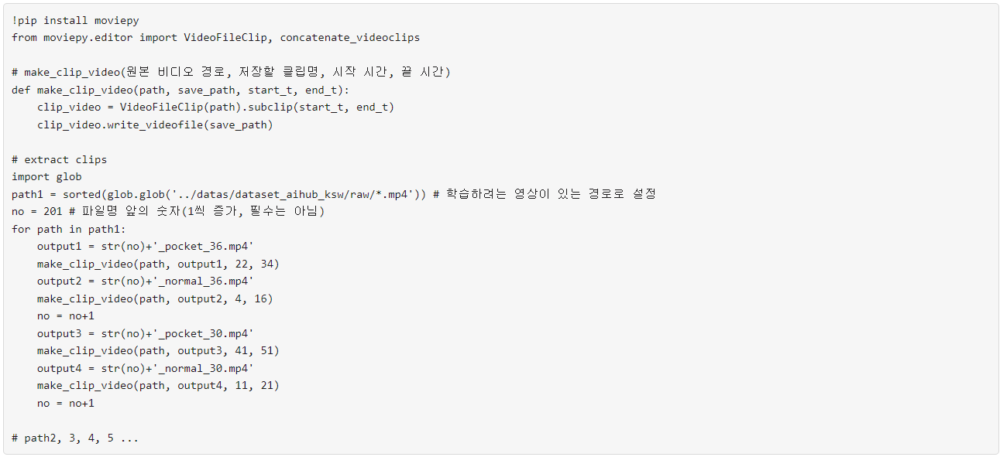 !pip install moviepy
from moviepy.editor import VideoFileClip, concatenate_videoclips

# make_clip_video(원본 비디오 경로, 저장할 클립명, 시작 시간, 끝 시간)
def make_clip_video(path, save_path, start_t, end_t):
    clip_video = VideoFileClip(path).subclip(start_t, end_t)
    clip_video.write_videofile(save_path)

# extract clips
import glob
path1 = sorted(glob.glob('../datas/dataset_aihub_ksw/raw/*.mp4')) # 학습하려는 영상이 있는 경로로 설정
no = 201 # 파일명 앞의 숫자(1씩 증가, 필수는 아님)
for path in path1:
    output1 = str(no)+'_pocket_36.mp4'
    make_clip_video(path, output1, 22, 34)
    output2 = str(no)+'_normal_36.mp4'
    make_clip_video(path, output2, 4, 16)
    no = no+1
    output3 = str(no)+'_pocket_30.mp4'
    make_clip_video(path, output3, 41, 51)
    output4 = str(no)+'_normal_30.mp4'
    make_clip_video(path, output4, 11, 21)
    no = no+1

# path2, 3, 4, 5 ...